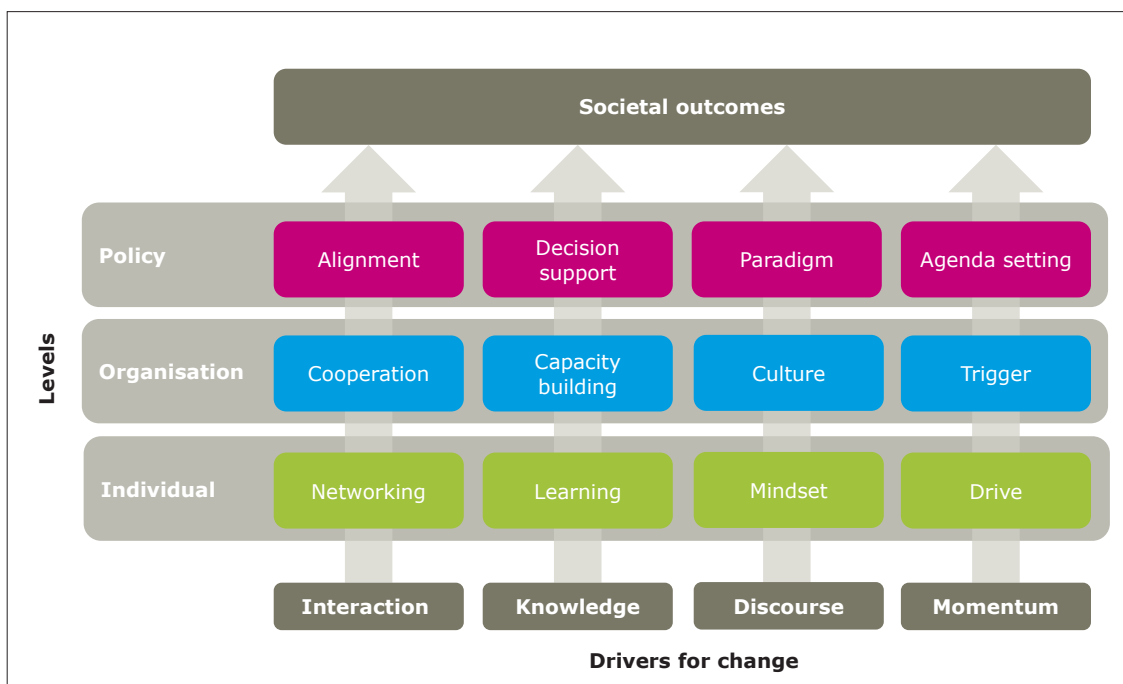 Societal outcomes
Levels
Policy
Alignment
Decision
support
Paradigm
Agenda setting
Organisation
Cooperation
Capacity
building
Culture
Trigger
Individual
Networking
Learning
Mindset
Drive
Interaction
Knowledge
Discourse
Momentum
Drivers for change